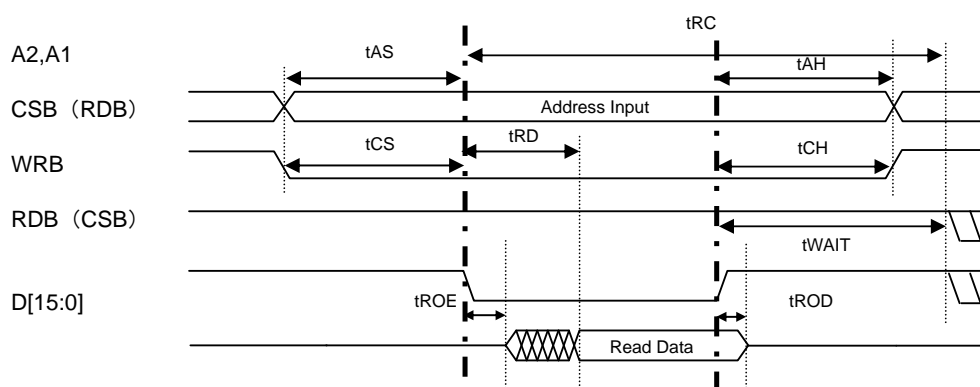 tRC
A2,A1
tAS
tAH
CSB（RDB）
Address Input
tCS
tRD
tCH
WRB
RDB（CSB）
tWAIT
D[15:0]
tROE
tROD
Read Data